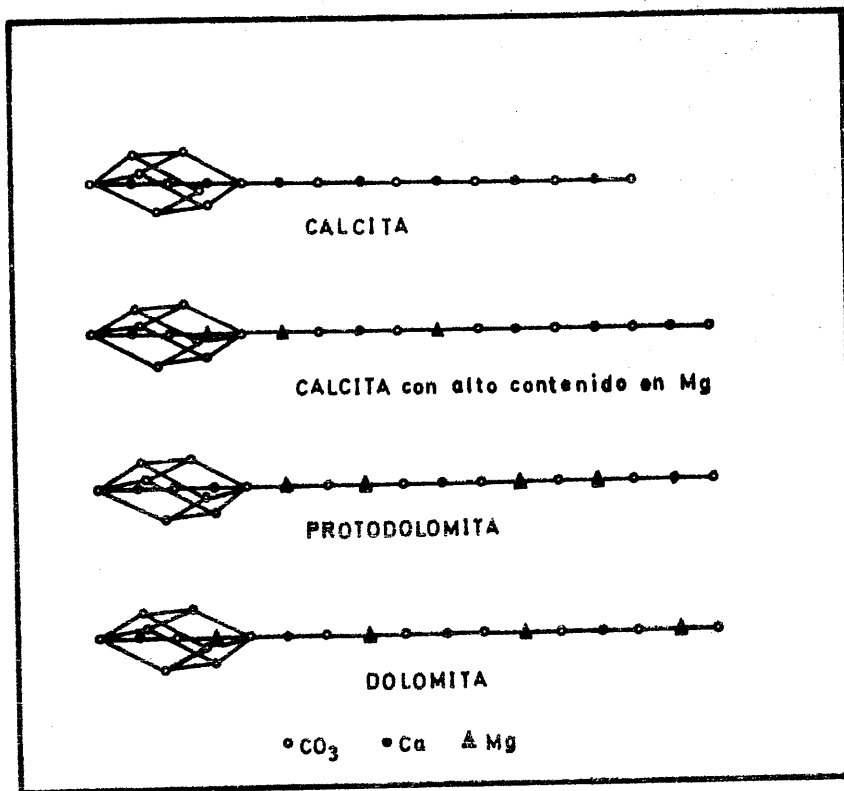 CALCITA
CALCITA con alto contenido en Mg
PROTODOLOMITA
DOLOMITA
CO₃ Ca Mg